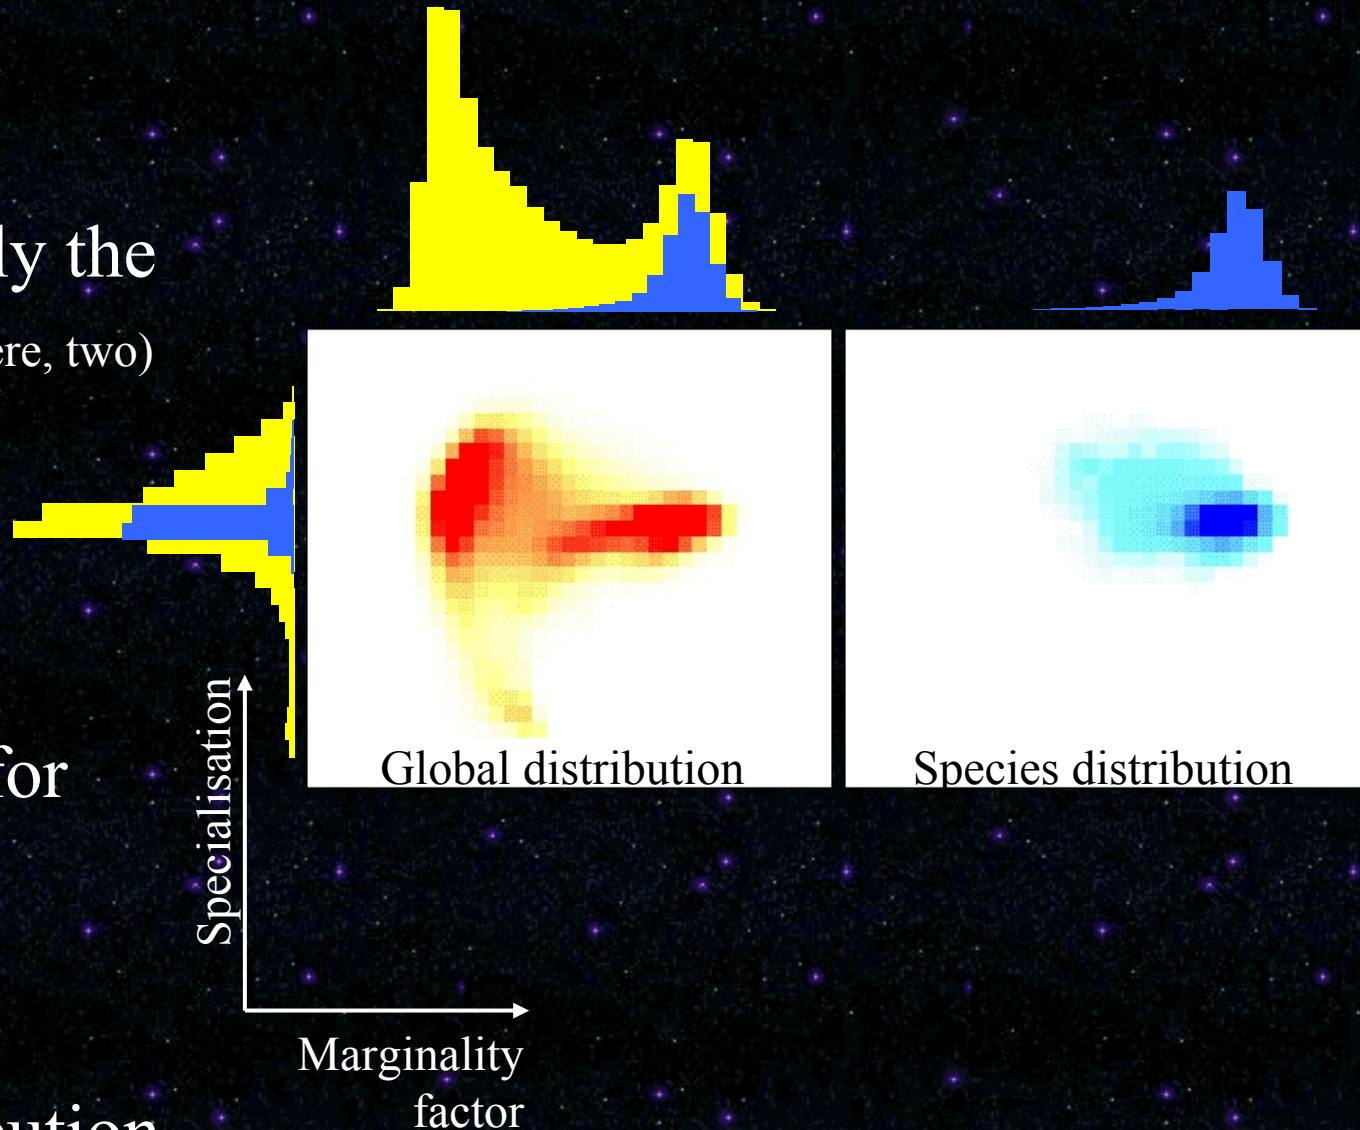 ly the
ere, two)
for
Specialisation
Global distribution
Species distribution
Marginality
factor